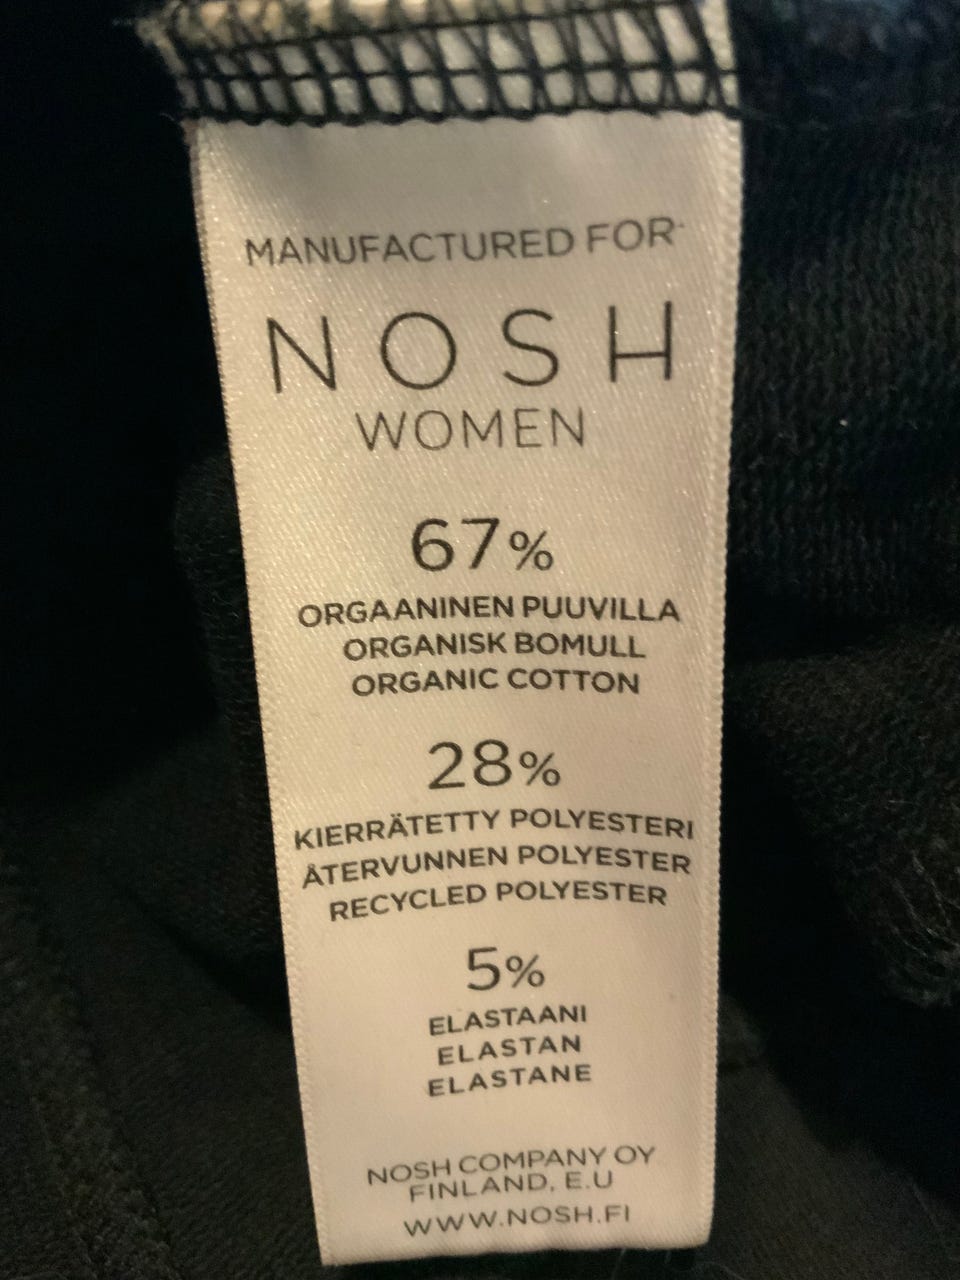 MANUFACTURED FOR
NOSH
WOMEN
67%
ORGAANINEN PUUVILLA
ORGANISK BOMULL
ORGANIC COTTON
28%
KIERRÄTETTY POLYESTERI
ÅTERVUNNEN POLYESTER
RECYCLED POLYESTER
5%
ELASTAANI
ELASTAN
ELASTANE
NOSH COMPANY OY
FINLAND, E.U
WWW.NOSH.FI